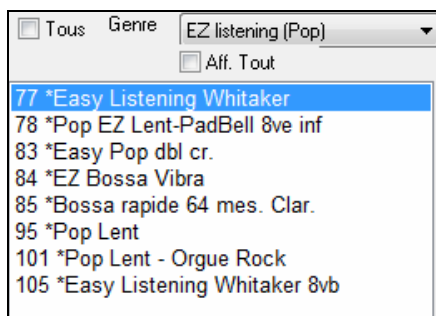 Tous Genre EZ listening (Pop)
Aff. Tout
77 *Easy Listening Whitaker
78 *Pop EZ Lent-PadBell 8ve inf
83 *Easy Pop dbl cr.
84 *EZ Bossa Vibra
85 *Bossa rapide 64 mes. Clar.
95 *Pop Lent
101 *Pop Lent - Orgue Rock
105 *Easy Listening Whitaker 8vb